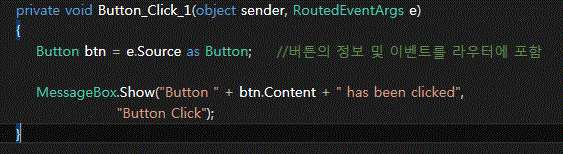 private void Button_Click_1(object sender, RoutedEventArgs e)
{
Button btn = e.Source as Button; //버튼의 정보 및 이벤트를 라우터에 포함
MessageBox.Show("Button " + btn.Content + " has been clicked",
"Button Click");
}